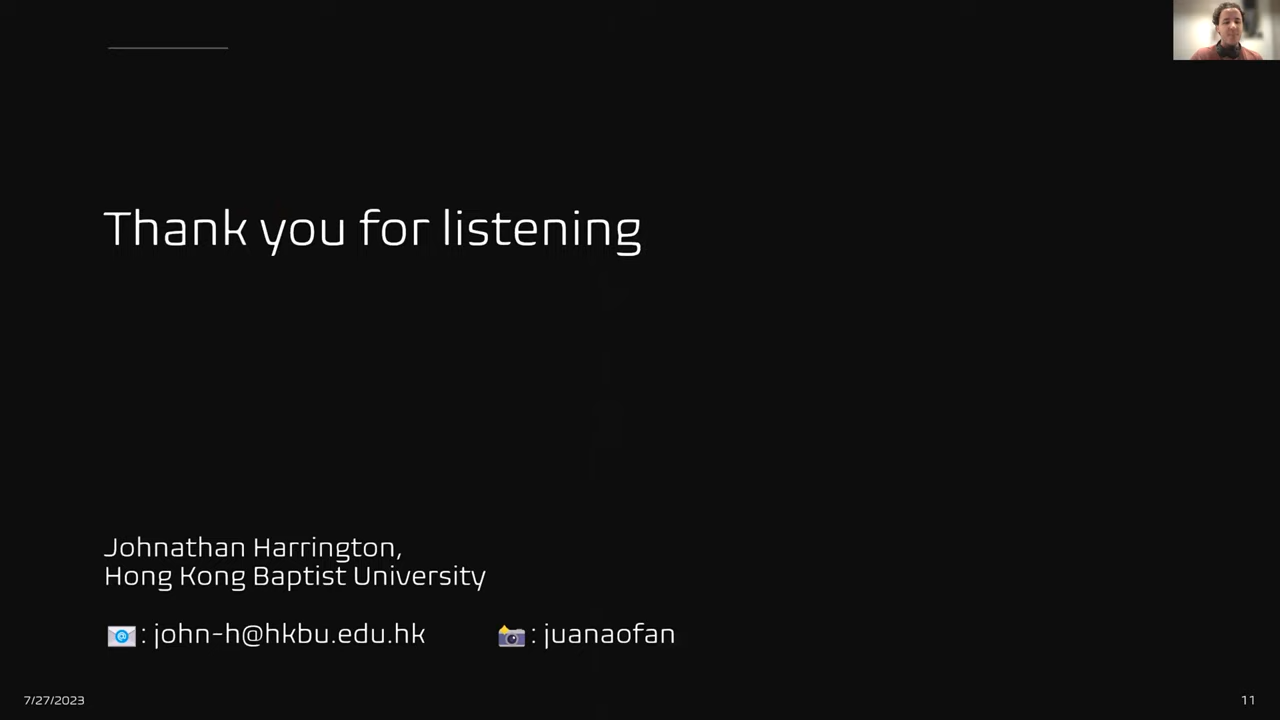 Thank you for listening
Johnathan Harrington,
Hong Kong Baptist University
📧: john-h@hkbu.edu.hk 📸: juanaofan
7/27/2023
11